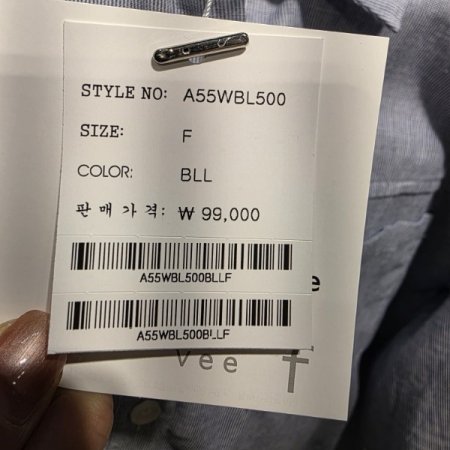 STYLE NO: A55WBL500
SIZE: F
COLOR: BLL
판 매 가 격 : ₩ 99,000
A55WBL500BLLF
e
A55WBL500BLLF
vee